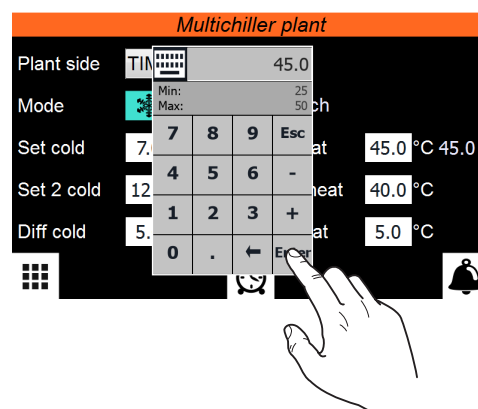 Multichiller plant
Plant side TIM 45.0
Min: 25
Max: 50
Mode ch
7 8 9 Esc
Set cold 7. at 45.0 °C 45.0
4 5 6 -
Set 2 cold 12 heat 40.0 °C
1 2 3 +
Diff cold 5. at 5.0 °C
0 . ← Enter